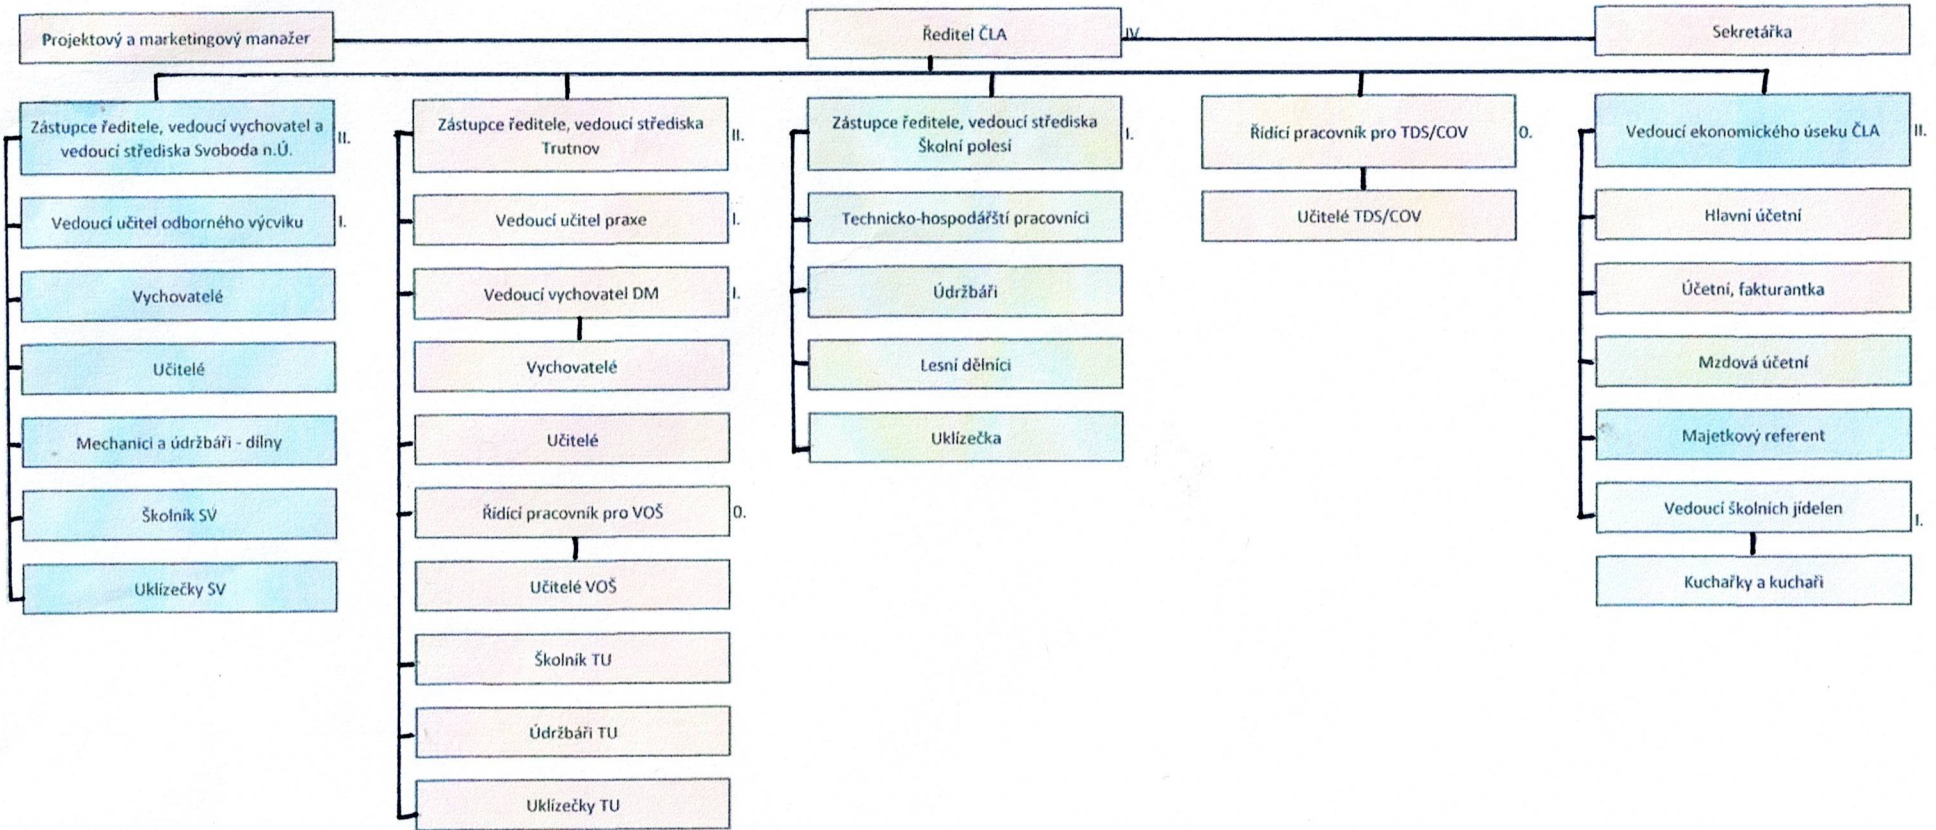 Projektový a marketingový manažer
Ředitel ČLA
IV.
Sekretářka
Zástupce ředitele, vedoucí vychovatel a
vedoucí střediska Svoboda n.Ú.
II.
Vedoucí učitel odborného výcviku
I.
Vychovatelé
Učitelé
Mechanici a údržbáři - dílny
Školník SV
Uklízečky SV
Zástupce ředitele, vedoucí střediska
Trutnov
II.
Vedoucí učitel praxe
I.
Vedoucí vychovatel DM
I.
Vychovatelé
Učitelé
Řídící pracovník pro VOŠ
0.
Učitelé VOŠ
Školník TU
Údržbáři TU
Uklízečky TU
Zástupce ředitele, vedoucí střediska
Školní polesí
I.
Technicko-hospodářští pracovníci
Údržbáři
Lesní dělníci
Uklízečka
Řídící pracovník pro TDS/COV
0.
Učitelé TDS/COV
Vedoucí ekonomického úseku ČLA
II.
Hlavní účetní
Účetní, fakturantka
Mzdová účetní
Majetkový referent
Vedoucí školních jídelen
I.
Kuchařky a kuchaři